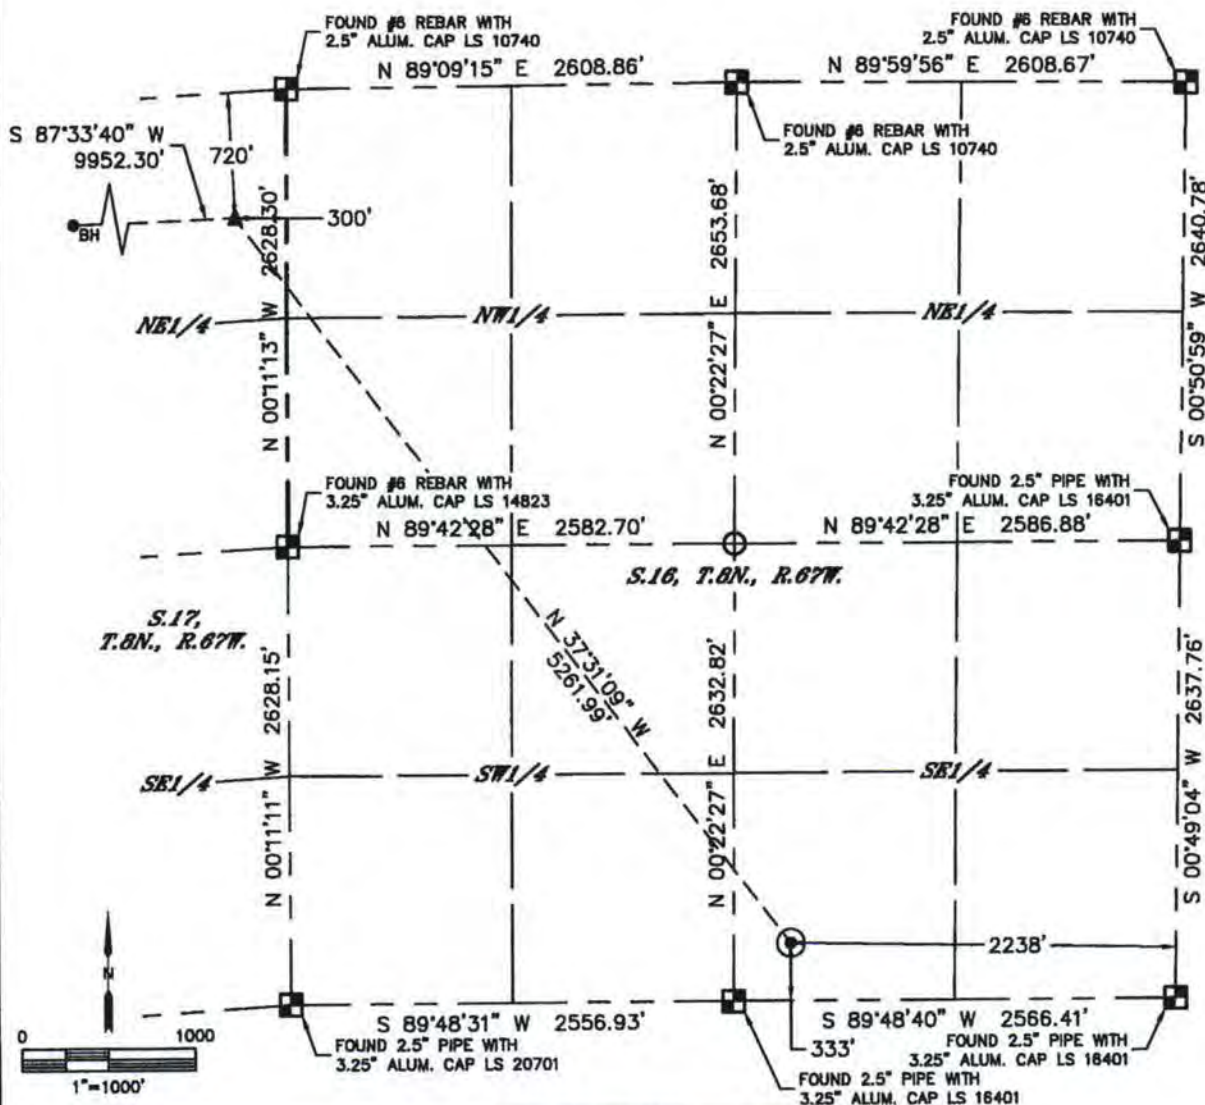 FOUND #6 REBAR WITH
2.5" ALUM. CAP LS 10740
FOUND #6 REBAR WITH
2.5" ALUM. CAP LS 10740
N 89°09'15" E 2608.86'
N 89°59'56" E 2608.67'
FOUND #6 REBAR WITH
2.5" ALUM. CAP LS 10740
S 87°33'40" W
9952.30'
720'
300'
BH
N 00°11'13" W 2628.30'
N 00°22'27" E 2653.68'
S 00°50'59" W 2640.78'
NE1/4
NW1/4
NE1/4
FOUND #6 REBAR WITH
3.25" ALUM. CAP LS 14823
FOUND 2.5" PIPE WITH
3.25" ALUM. CAP LS 16401
N 89°42'28" E 2582.70'
N 89°42'28" E 2586.88'
S.16, T.8N., R.67W.
S.17,
T.8N., R.67W.
N 37°31'09" W
5261.99'
N 00°11'11" W 2628.15'
N 00°22'27" E 2632.82'
S 00°49'04" W 2637.76'
SE1/4
SW1/4
SE1/4
2238'
N
0 1000
1"=1000'
S 89°48'31" W 2556.93'
S 89°48'40" W 2566.41'
333'
FOUND 2.5" PIPE WITH
3.25" ALUM. CAP LS 20701
FOUND 2.5" PIPE WITH
3.25" ALUM. CAP LS 16401
FOUND 2.5" PIPE WITH
3.25" ALUM. CAP LS 16401